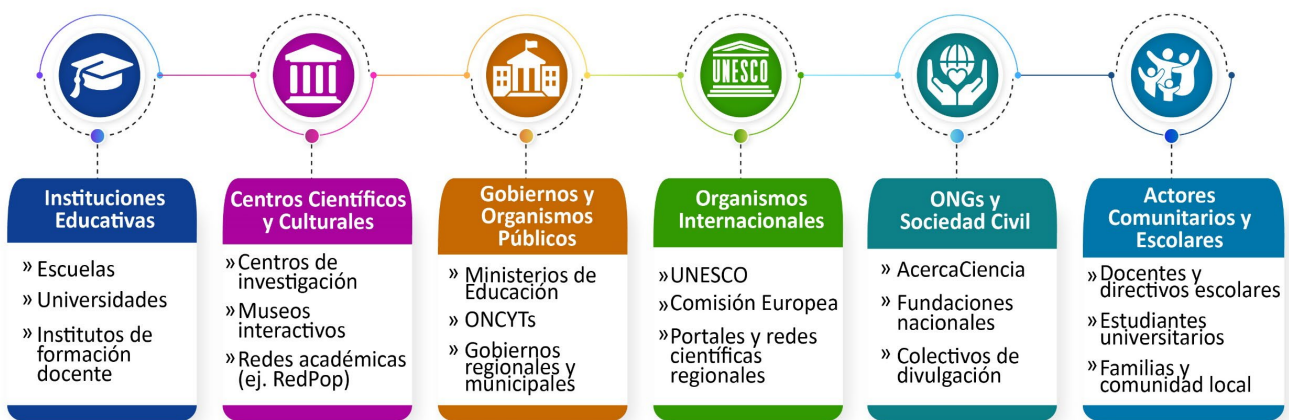 UNESCO
Instituciones
Educativas
» Escuelas
» Universidades
» Institutos de
formación
docente
Centros Científicos
y Culturales
» Centros de
investigación
» Museos
interactivos
» Redes académicas
(ej. RedPop)
Gobiernos y
Organismos
Públicos
» Ministerios de
Educación
» ONCYTs
» Gobiernos
regionales y
municipales
Organismos
Internacionales
» UNESCO
» Comisión Europea
» Portales y redes
científicas
regionales
ONGs y
Sociedad Civil
» AcercaCiencia
» Fundaciones
nacionales
» Colectivos de
divulgación
Actores
Comunitarios y
Escolares
» Docentes y
directivos escolares
» Estudiantes
universitarios
» Familias y
comunidad local